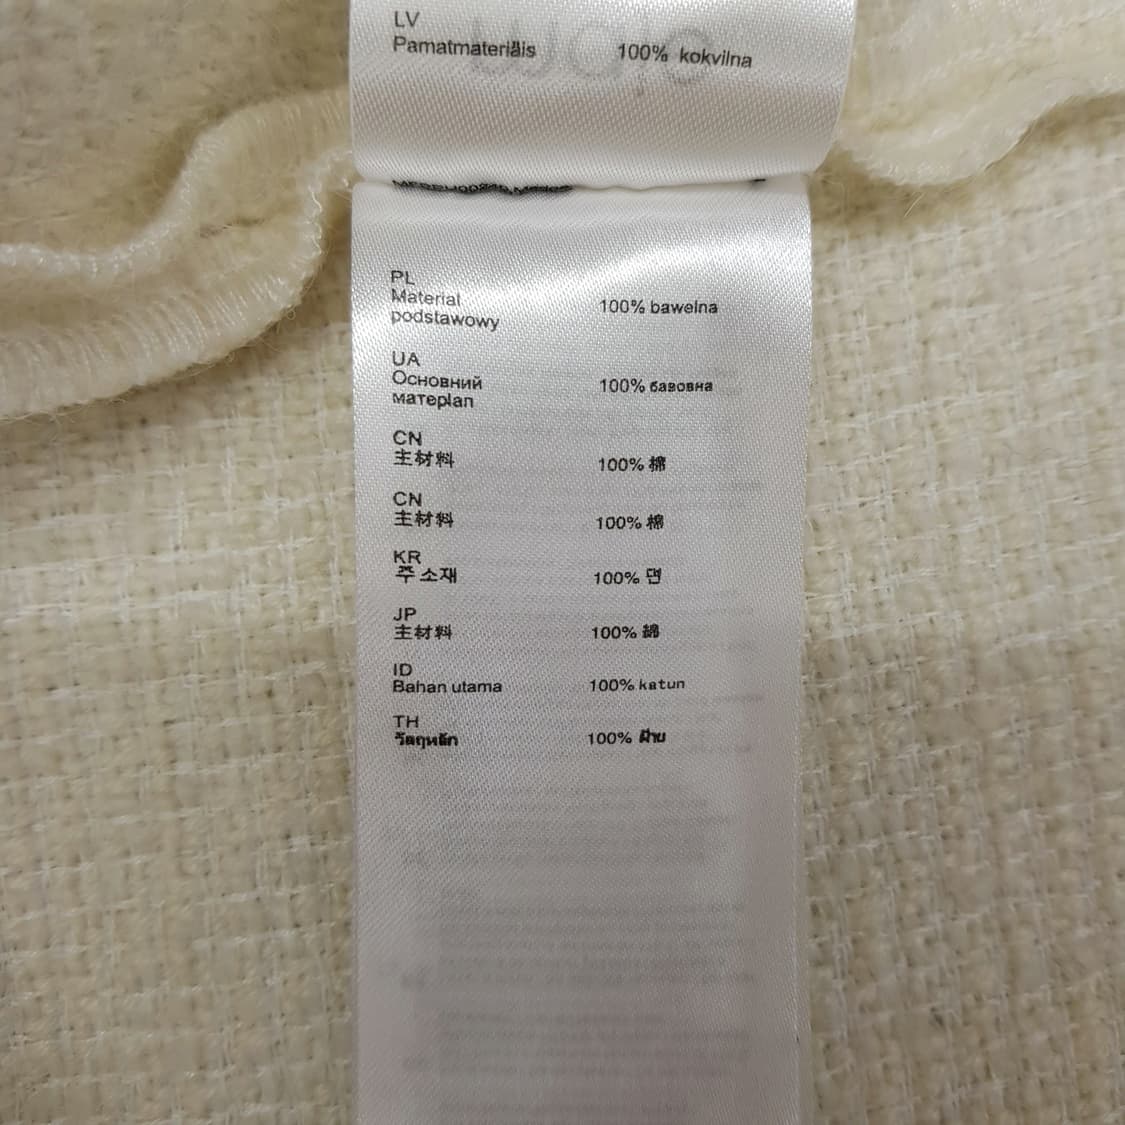 LV
Pamatmateriāls 100% kokvilna
PL
Material 100% bawełna
podstawowy
UA
Основний 100% бавовна
матеріал
CN
主材料 100% 棉
CN
主材料 100% 棉
KR
주 소재 100% 면
JP
主材料 100% 綿
ID
Bahan utama 100% katun
TH
วัสดุหลัก 100% ฝ้าย